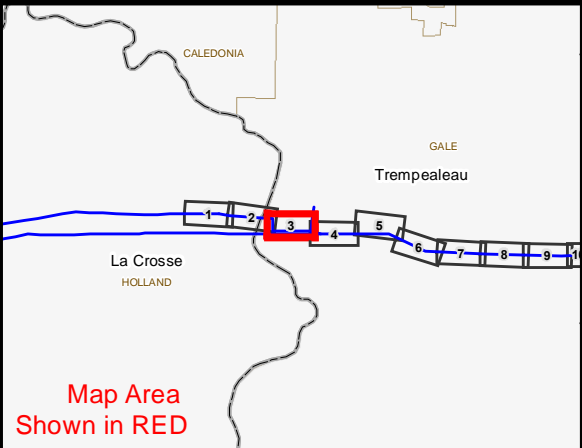 CALEDONIA
GALE
Trempealeau
1
2
3
4
5
6
7
8
9
La Crosse
HOLLAND
Map Area
Shown in RED